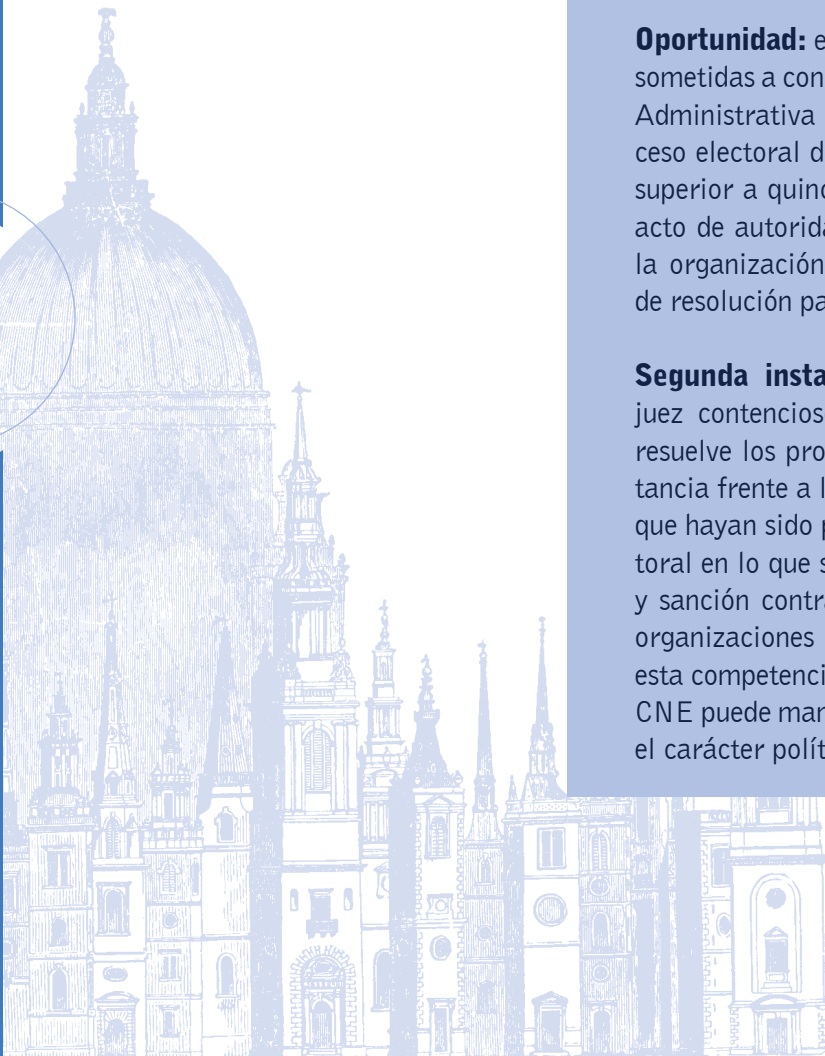 Oportunidad: e
sometidas a con
Administrativa
ceso electoral d
superior a quinc
acto de autorida
la organización
de resolución pa
Segunda insta
juez contencios
resuelve los pro
tancia frente a l
que hayan sido p
toral en lo que s
y sanción contra
organizaciones
esta competenci
CNE puede man
el carácter polít